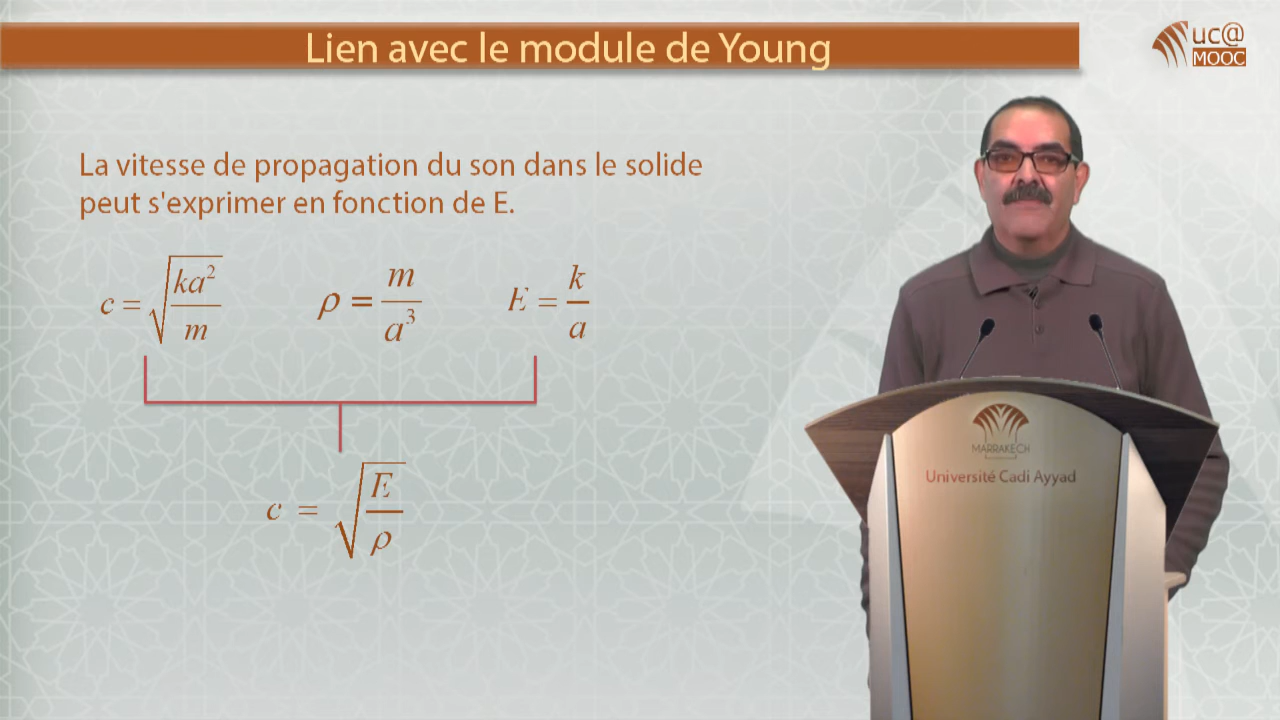 Lien avec le module de Young
uc@
MOOC
La vitesse de propagation du son dans le solide
peut s'exprimer en fonction de E.
c = √(ka²/m)   ρ = m/a³   E = k/a
c = √(E/ρ)
MARRAKECH
Université Cadi Ayyad